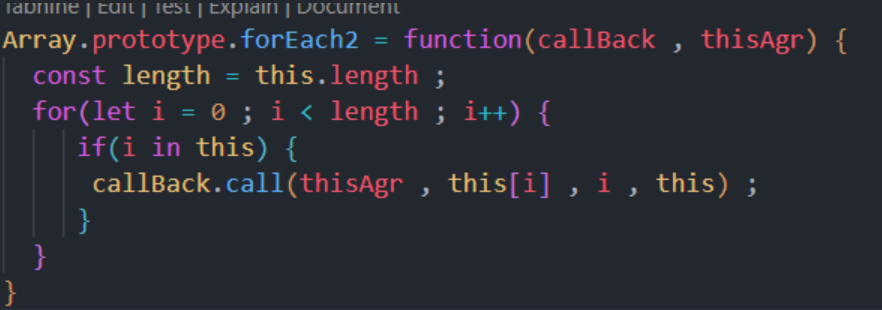 Tabnine | Edit | Test | Explain | Document
Array.prototype.forEach2 = function(callBack , thisAgr) {
  const length = this.length ;
  for(let i = 0 ; i < length ; i++) {
     if(i in this) {
      callBack.call(thisAgr , this[i] , i , this) ;
     }
  }
}